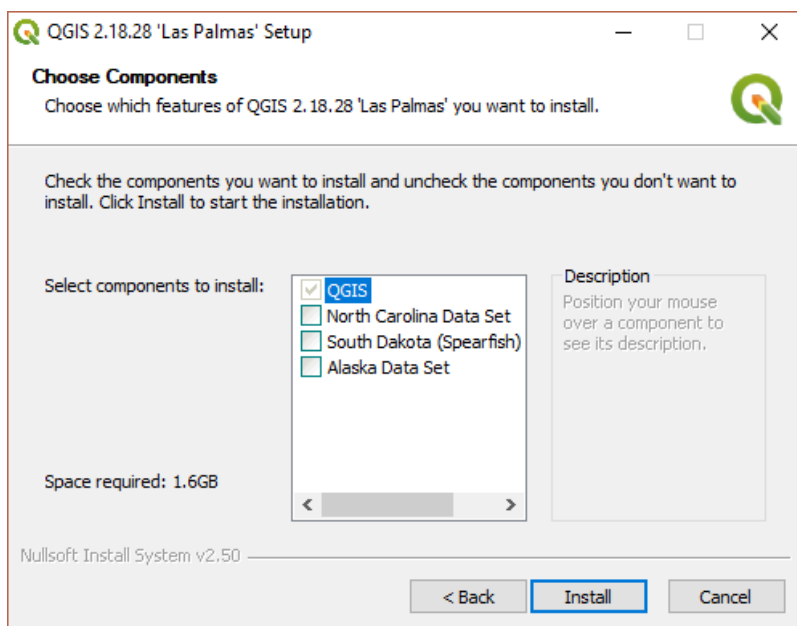 QGIS 2.18.28 'Las Palmas' Setup
Choose Components
Choose which features of QGIS 2.18.28 'Las Palmas' you want to install.
Check the components you want to install and uncheck the components you don't want to
install. Click Install to start the installation.
Select components to install:
QGIS
North Carolina Data Set
South Dakota (Spearfish)
Alaska Data Set
Description
Position your mouse
over a component to
see its description.
Space required: 1.6GB
Nullsoft Install System v2.50
< Back
Install
Cancel